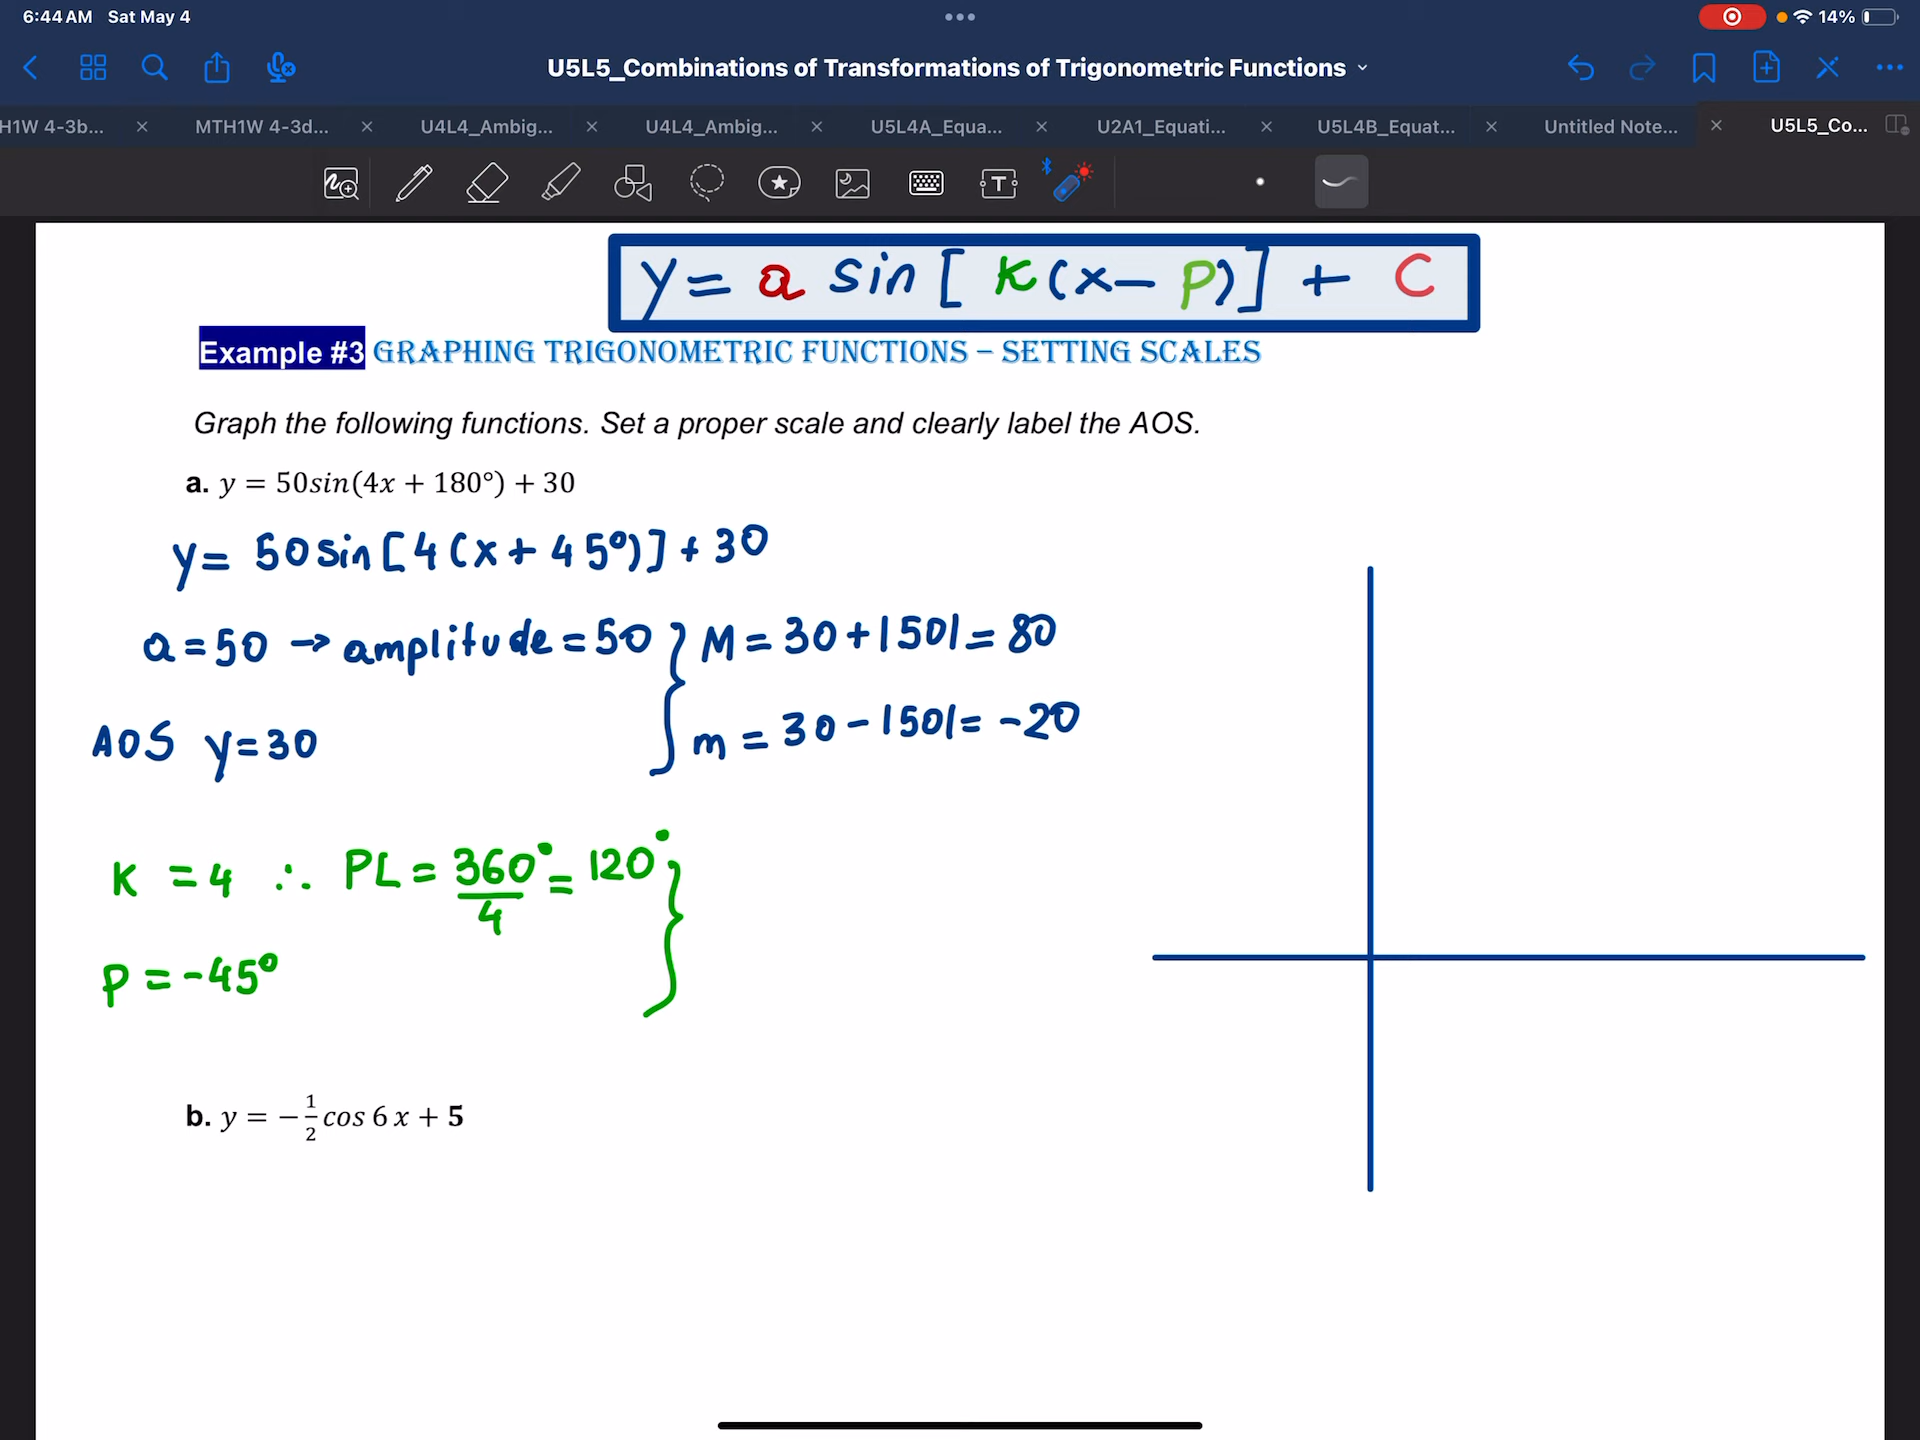 6:44 AM Sat May 4
14%
U5L5_Combinations of Transformations of Trigonometric Functions
H1W 4-3b... MTH1W 4-3d... U4L4_Ambig... U4L4_Ambig... U5L4A_Equa... U2A1_Equati... U5L4B_Equat... Untitled Note... U5L5_Co...
y = a sin [ k(x - p)] + c
Example #3 GRAPHING TRIGONOMETRIC FUNCTIONS – SETTING SCALES
Graph the following functions. Set a proper scale and clearly label the AOS.
a. y = 50sin(4x + 180°) + 30
y = 50 sin [4 (x + 45°)] + 30
a = 50 → amplitude = 50 } M = 30 + |50| = 80
m = 30 - |50| = -20
AOS y = 30
K = 4 ∴ PL = 360°/4 = 120° }
P = -45°
b. y = −1/2 cos 6 x + 5